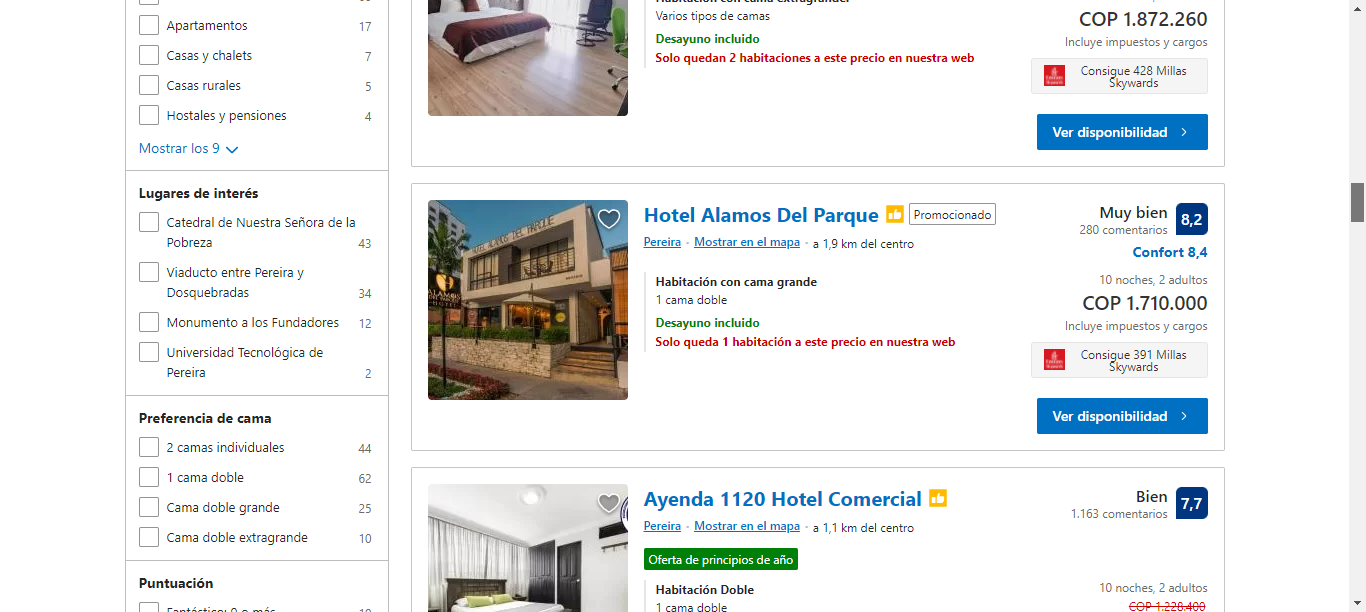 Apartamentos 17
Casas y chalets 7
Casas rurales 5
Hostales y pensiones 4
Mostrar los 9
Lugares de interés
Catedral de Nuestra Señora de la
Pobreza 43
Viaducto entre Pereira y
Dosquebradas 34
Monumento a los Fundadores 12
Universidad Tecnológica de
Pereira 2
Preferencia de cama
2 camas individuales 44
1 cama doble 62
Cama doble grande 25
Cama doble extragrande 10
Puntuación
Fantástico: 9 o más
Habitación con cama extragrande
Varios tipos de camas
Desayuno incluido
Solo quedan 2 habitaciones a este precio en nuestra web
COP 1.872.260
Incluye impuestos y cargos
Consigue 428 Millas
Skywards
Ver disponibilidad
Hotel Alamos Del Parque Promocionado
Pereira · Mostrar en el mapa · a 1,9 km del centro
Habitación con cama grande
1 cama doble
Desayuno incluido
Solo queda 1 habitación a este precio en nuestra web
Muy bien 8,2
280 comentarios
Confort 8,4
10 noches, 2 adultos
COP 1.710.000
Incluye impuestos y cargos
Consigue 391 Millas
Skywards
Ver disponibilidad
Ayenda 1120 Hotel Comercial
Pereira · Mostrar en el mapa · a 1,1 km del centro
Oferta de principios de año
Habitación Doble
1 cama doble
Bien 7,7
1.163 comentarios
10 noches, 2 adultos
COP 1.228.400